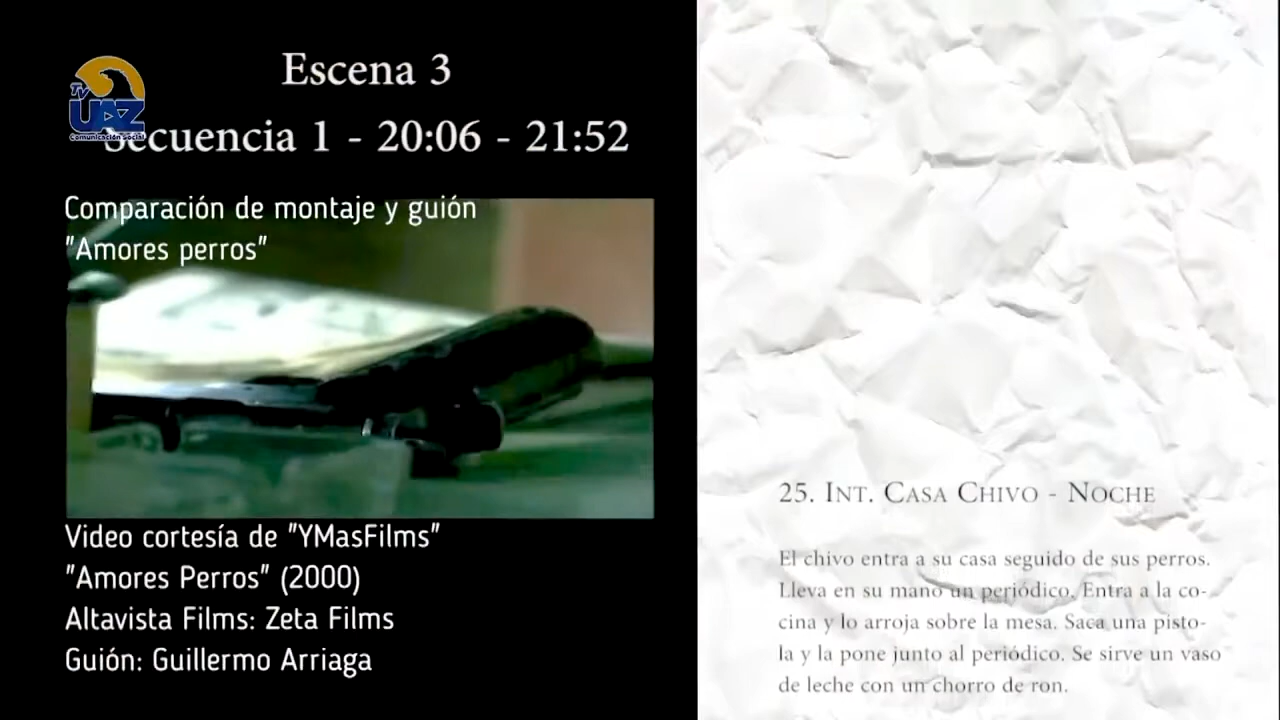 Escena 3
TV
UAZ
Comunicación Social
Secuencia 1 - 20:06 - 21:52
Comparación de montaje y guión
"Amores perros"
Video cortesía de "YMasFilms"
"Amores Perros" (2000)
Altavista Films: Zeta Films
Guión: Guillermo Arriaga
25. Int. Casa Chivo - Noche
El chivo entra a su casa seguido de sus perros.
Lleva en su mano un periódico. Entra a la co-
cina y lo arroja sobre la mesa. Saca una pisto-
la y la pone junto al periódico. Se sirve un vaso
de leche con un chorro de ron.